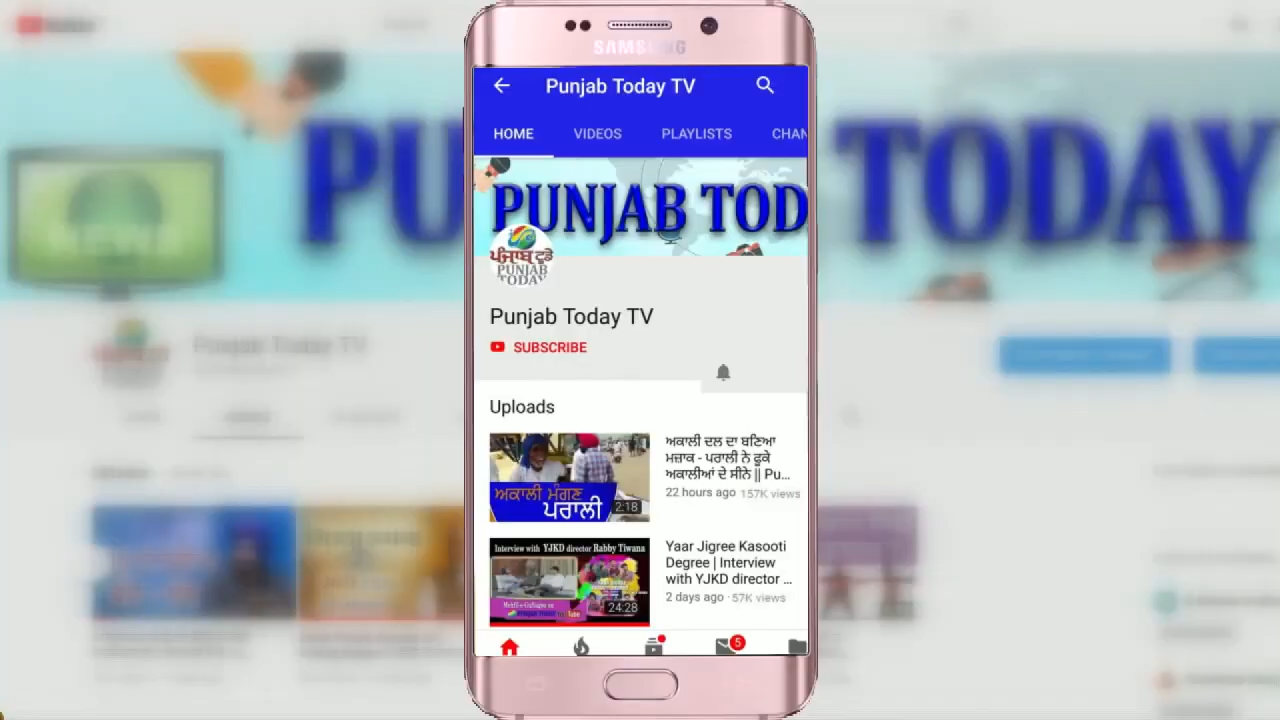 SAMSUNG
Punjab Today TV
HOME VIDEOS PLAYLISTS CHAN
PUNJAB TOD
PU
TODAY
ਪੰਜਾਬ ਟੂਡੇ
PUNJAB
TODAY
Punjab Today TV
SUBSCRIBE
Uploads
ਅਕਾਲੀ ਮੰਗਣ
ਪਰਾਲੀ
2:18
ਅਕਾਲੀ ਦਲ ਦਾ ਬਣਿਆ
ਮਜ਼ਾਕ - ਪਰਾਲੀ ਨੇ ਫੂਕੇ
ਅਕਾਲੀਆਂ ਦੇ ਸੀਨੇ || Pu...
22 hours ago 157K views
Interview with YJKD director Rabby Tiwana
24:28
Yaar Jigree Kasooti
Degree | Interview
with YJKD director ...
2 days ago · 57K views
5